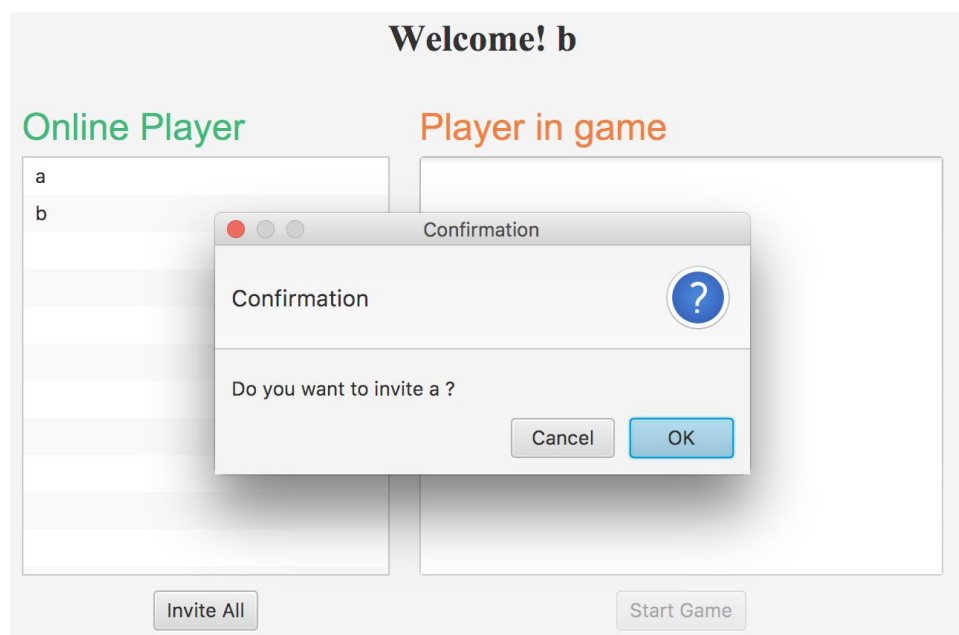 Welcome! b
Online Player
Player in game
a
b
Confirmation
Confirmation
?
Do you want to invite a ?
Cancel
OK
Invite All
Start Game